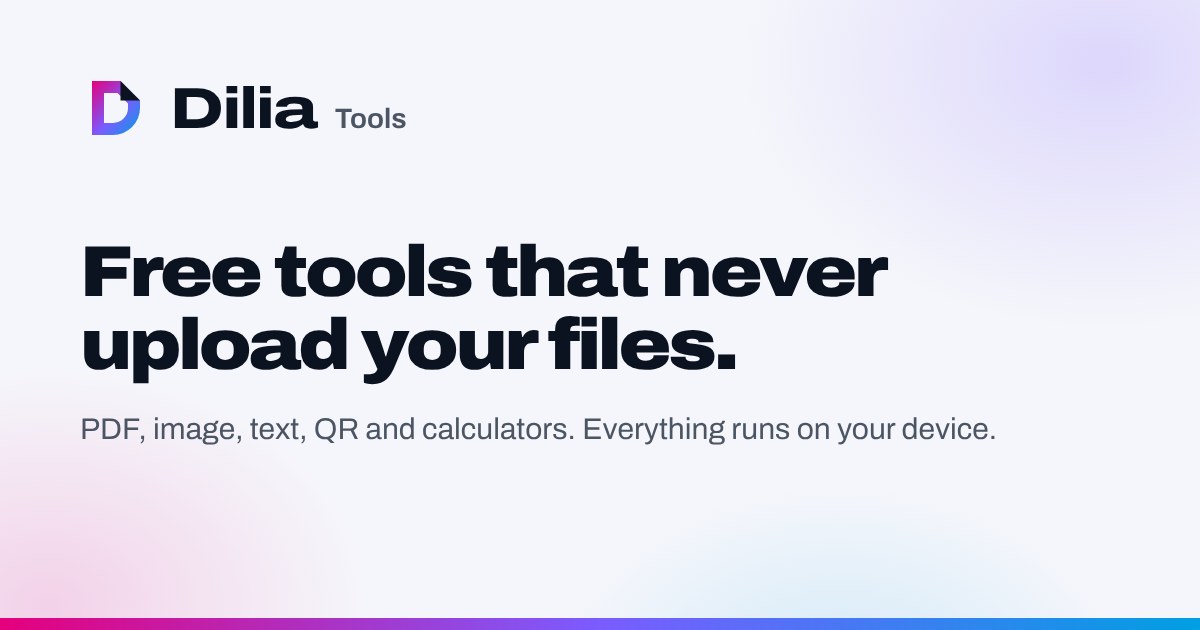 Dilia Tools
Free tools that never
upload your files.
PDF, image, text, QR and calculators. Everything runs on your device.